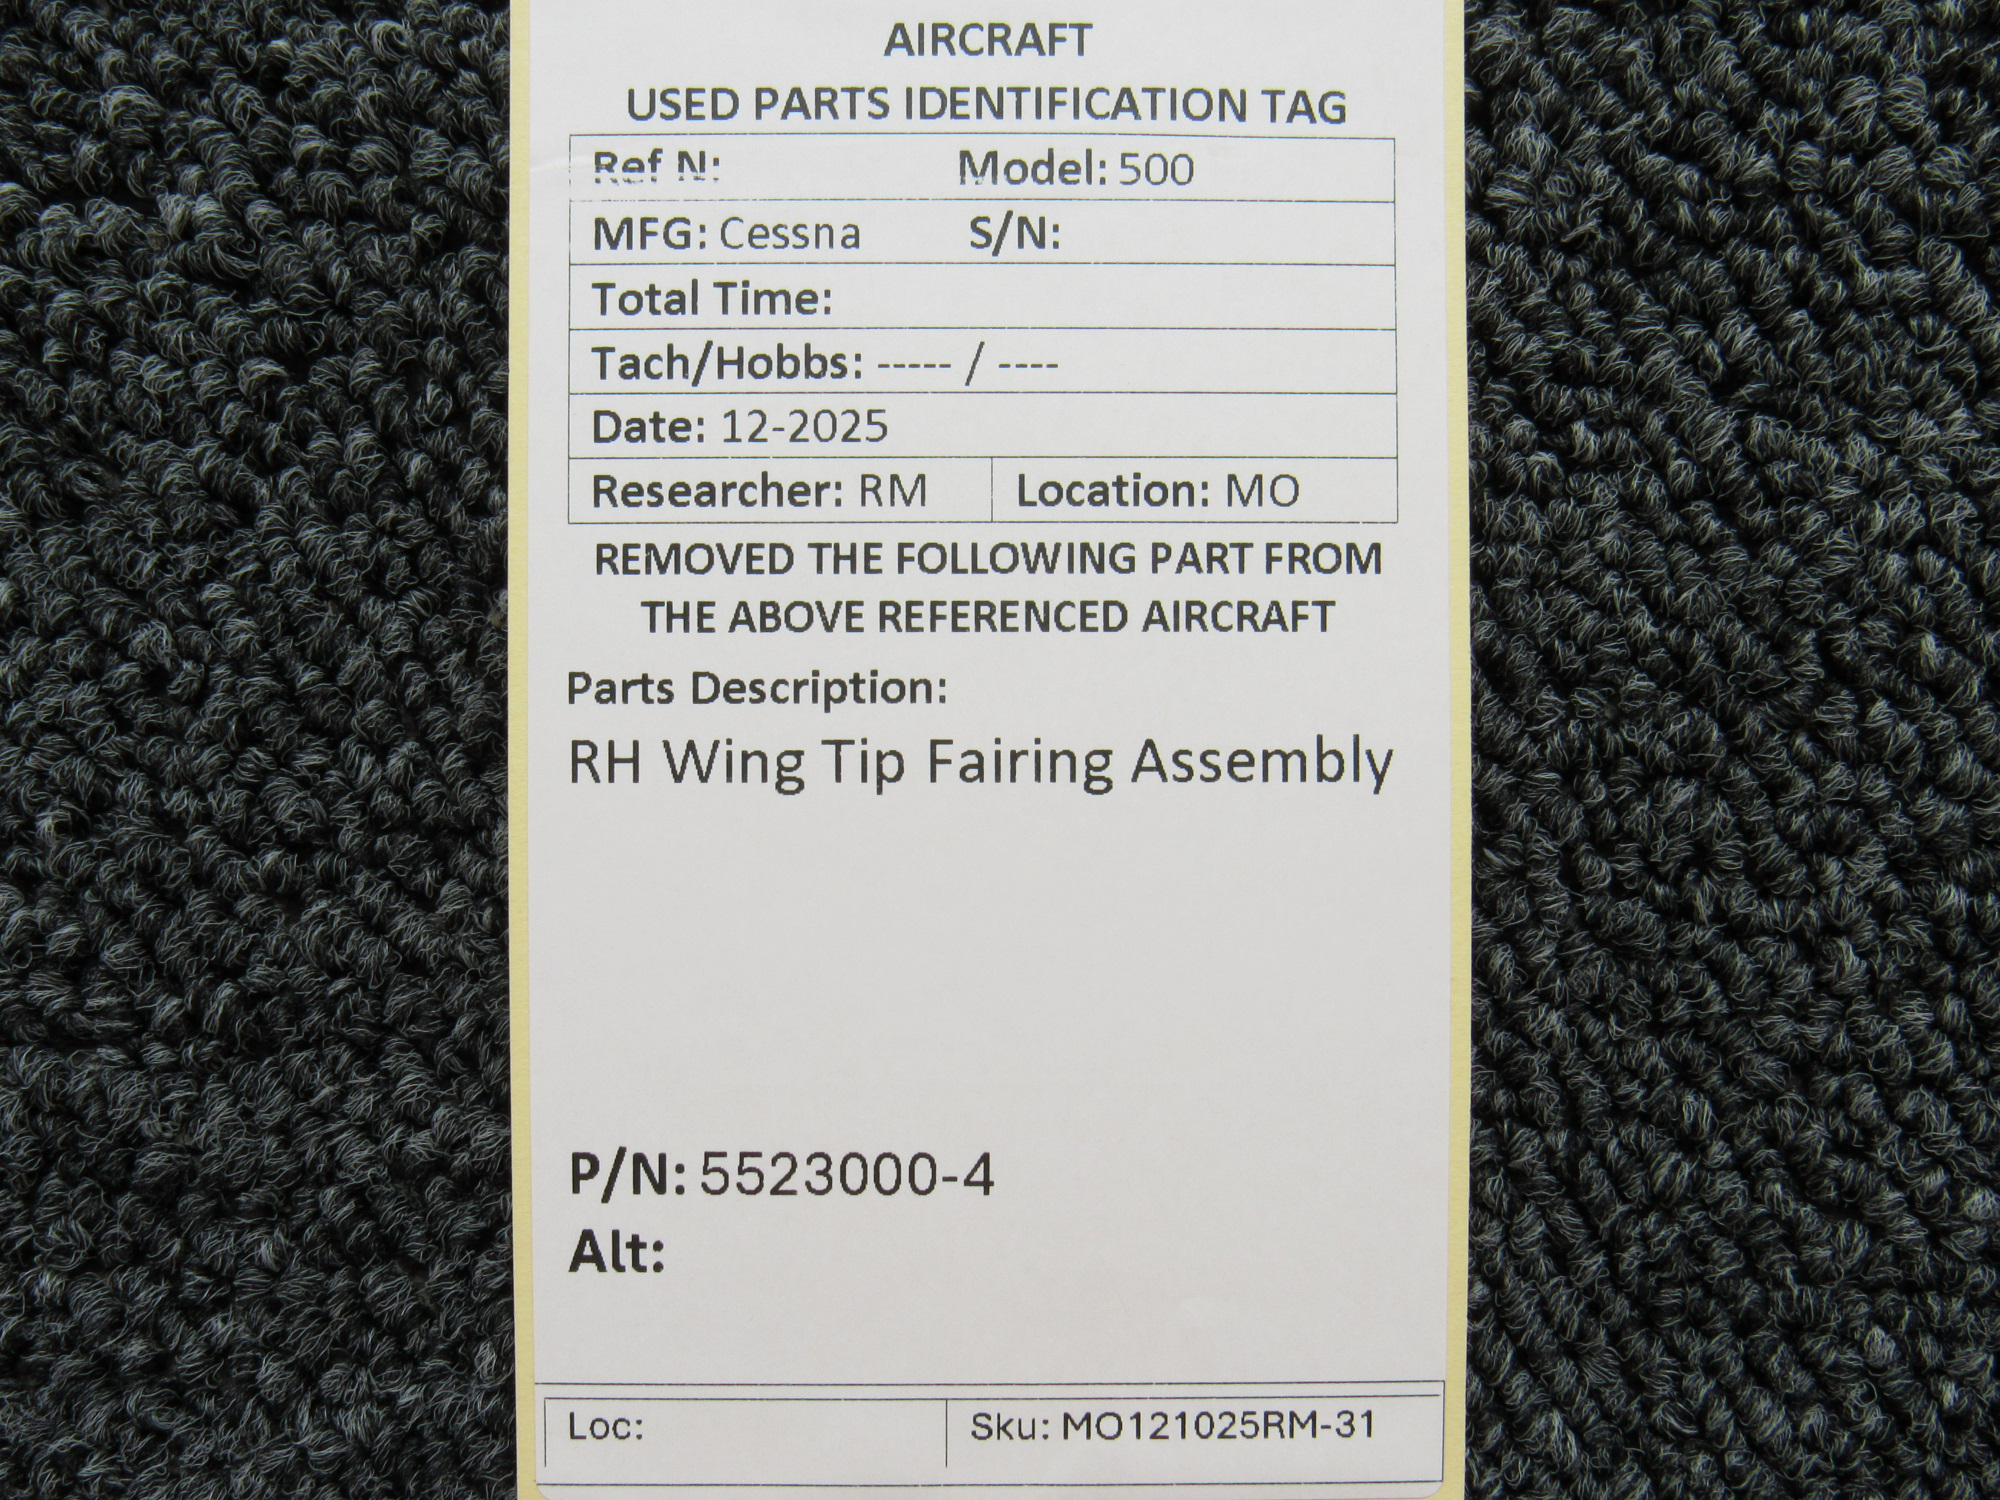 AIRCRAFT
USED PARTS IDENTIFICATION TAG
Ref N: Model: 500
MFG: Cessna S/N:
Total Time:
Tach/Hobbs: ----- / ----
Date: 12-2025
Researcher: RM Location: MO
REMOVED THE FOLLOWING PART FROM
THE ABOVE REFERENCED AIRCRAFT
Parts Description:
RH Wing Tip Fairing Assembly
P/N: 5523000-4
Alt:
Loc: Sku: MO121025RM-31